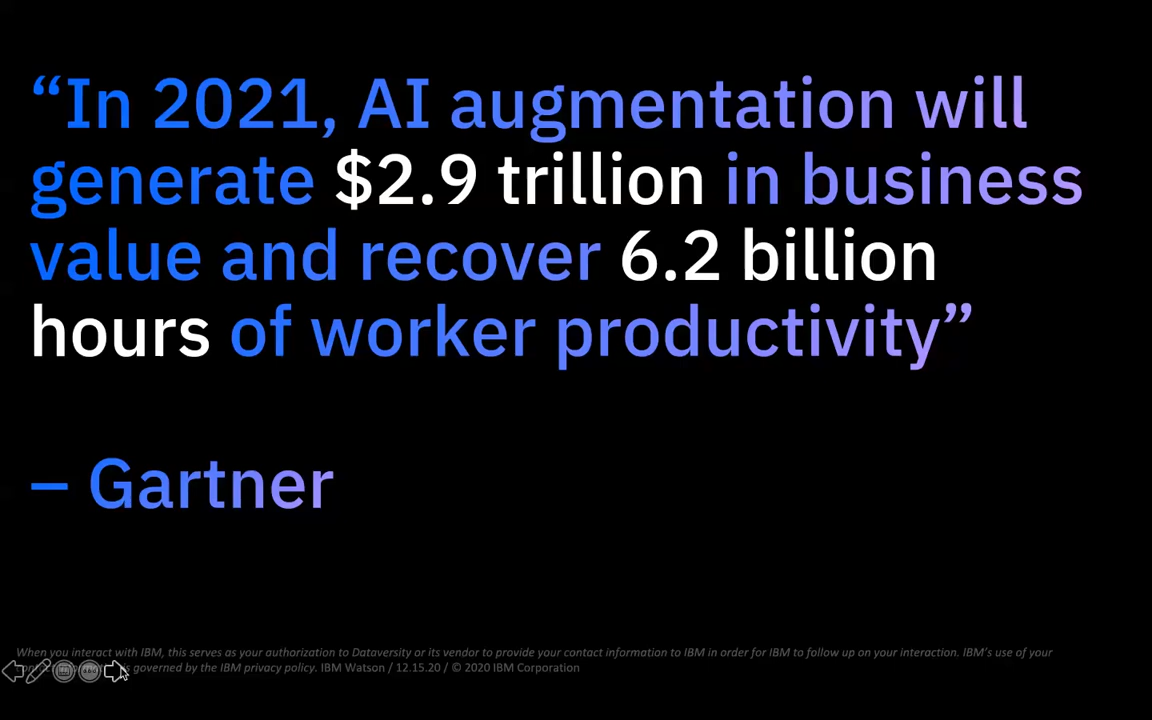 “In 2021, AI augmentation will
generate $2.9 trillion in business
value and recover 6.2 billion
hours of worker productivity”
– Gartner
When you interact with IBM, this serves as your authorization to Dataversity or its vendor to provide your contact information to IBM in order for IBM to follow up on your interaction. IBM’s use of your
governed by the IBM privacy policy. IBM Watson / 12.15.20 / © 2020 IBM Corporation